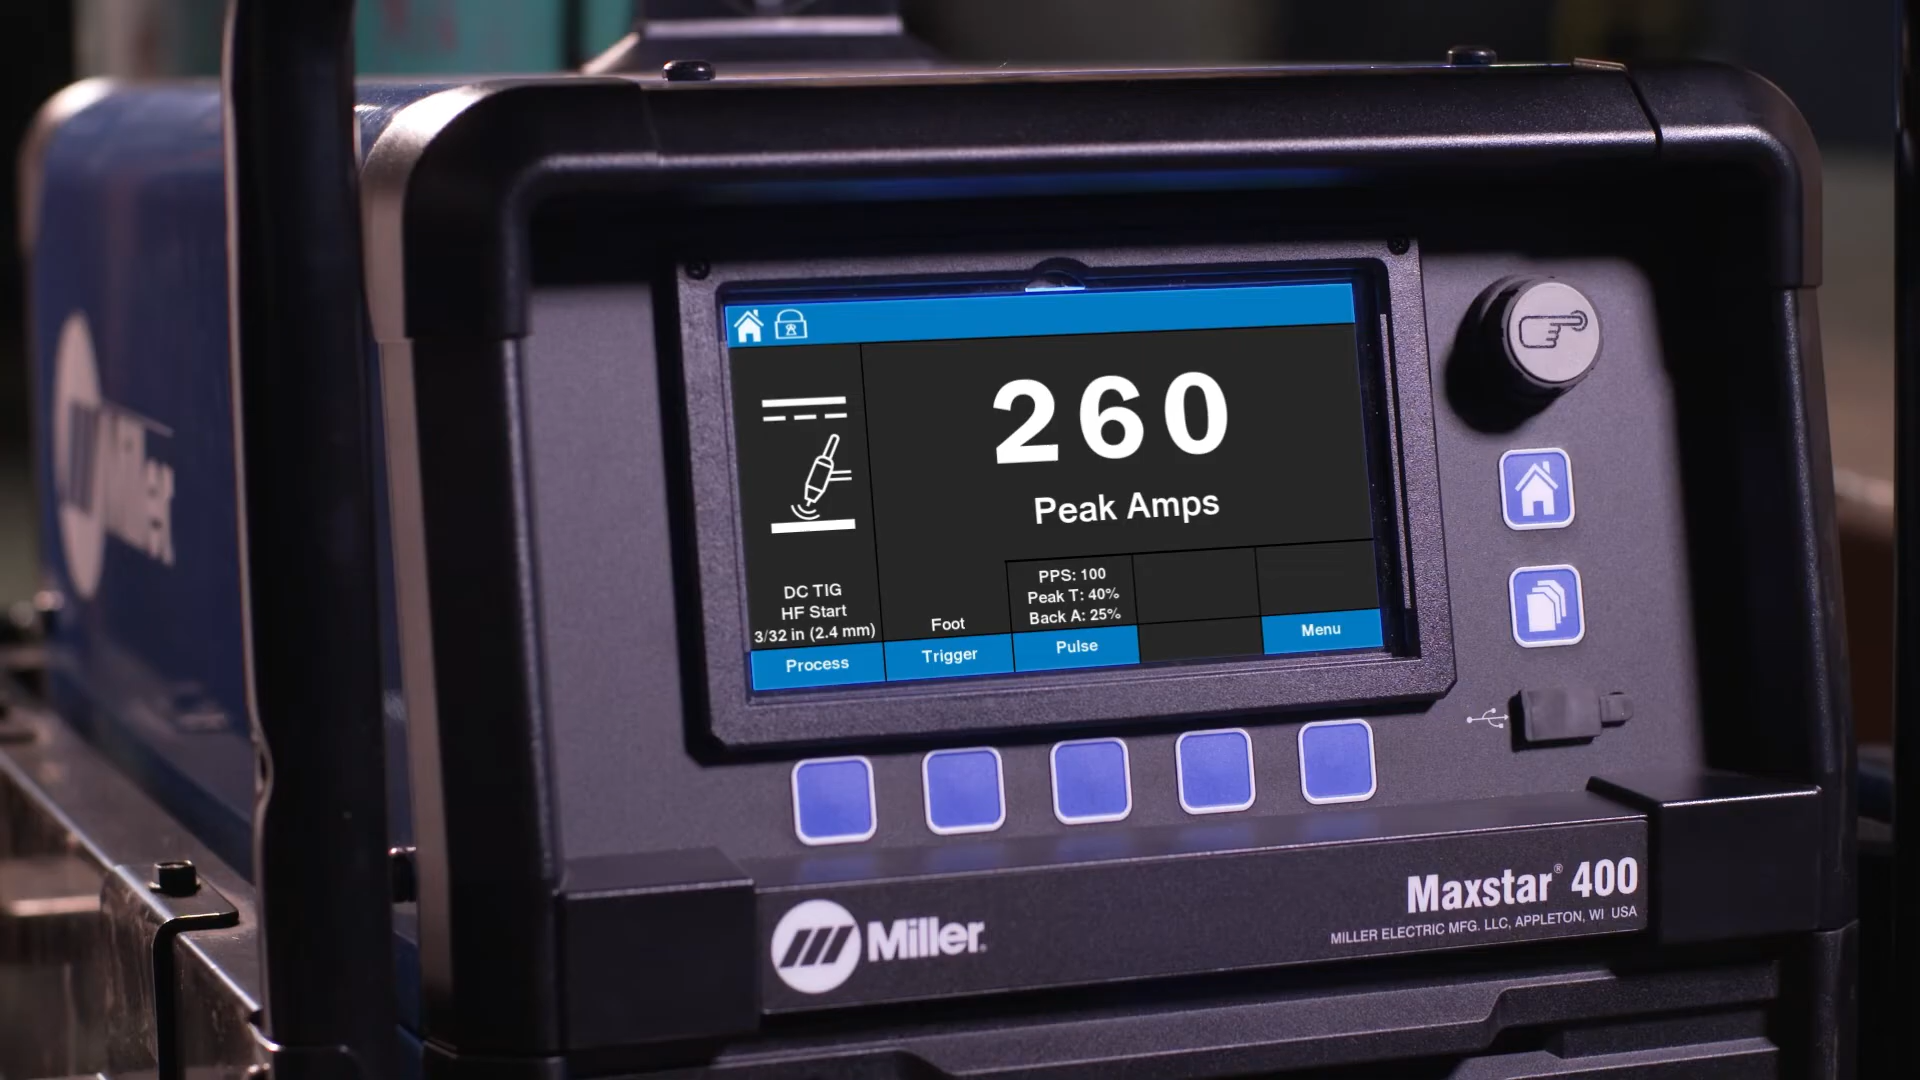 Miller
260
Peak Amps
DC TIG
HF Start
3/32 in (2.4 mm)
Process
Foot
Trigger
PPS: 100
Peak T: 40%
Back A: 25%
Pulse
Menu
Maxstar® 400
MILLER ELECTRIC MFG. LLC, APPLETON, WI USA
Miller®